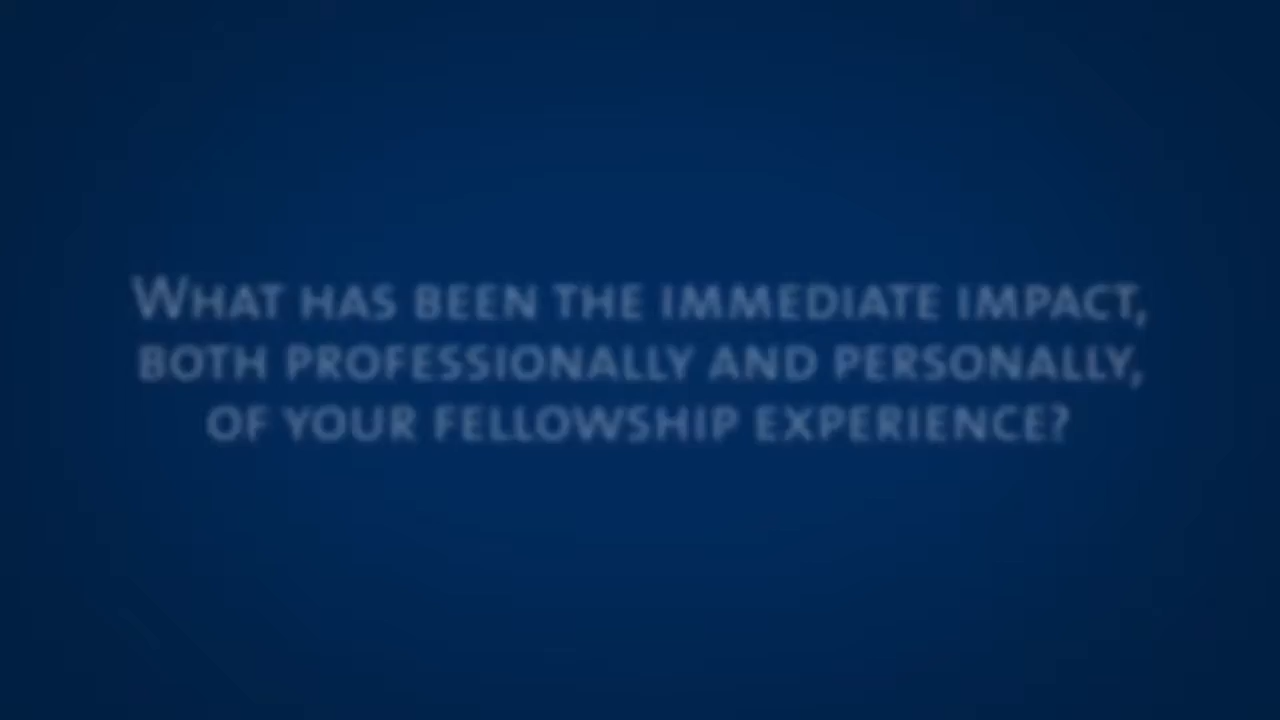 What has been the immediate impact,
both professionally and personally,
of your fellowship experience?